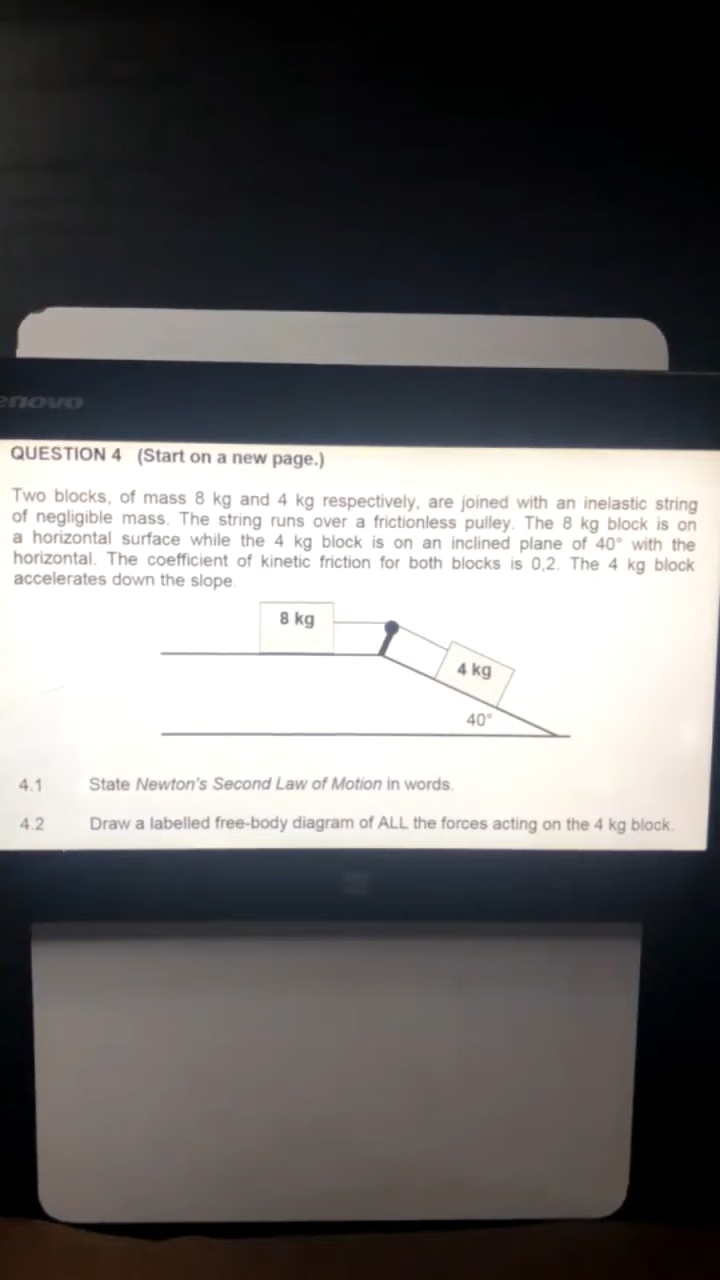 enovo
QUESTION 4 (Start on a new page.)
Two blocks, of mass 8 kg and 4 kg respectively, are joined with an inelastic string
of negligible mass. The string runs over a frictionless pulley. The 8 kg block is on
a horizontal surface while the 4 kg block is on an inclined plane of 40° with the
horizontal. The coefficient of kinetic friction for both blocks is 0,2. The 4 kg block
accelerates down the slope.
8 kg
4 kg
40°
4.1 State Newton's Second Law of Motion in words.
4.2 Draw a labelled free-body diagram of ALL the forces acting on the 4 kg block.